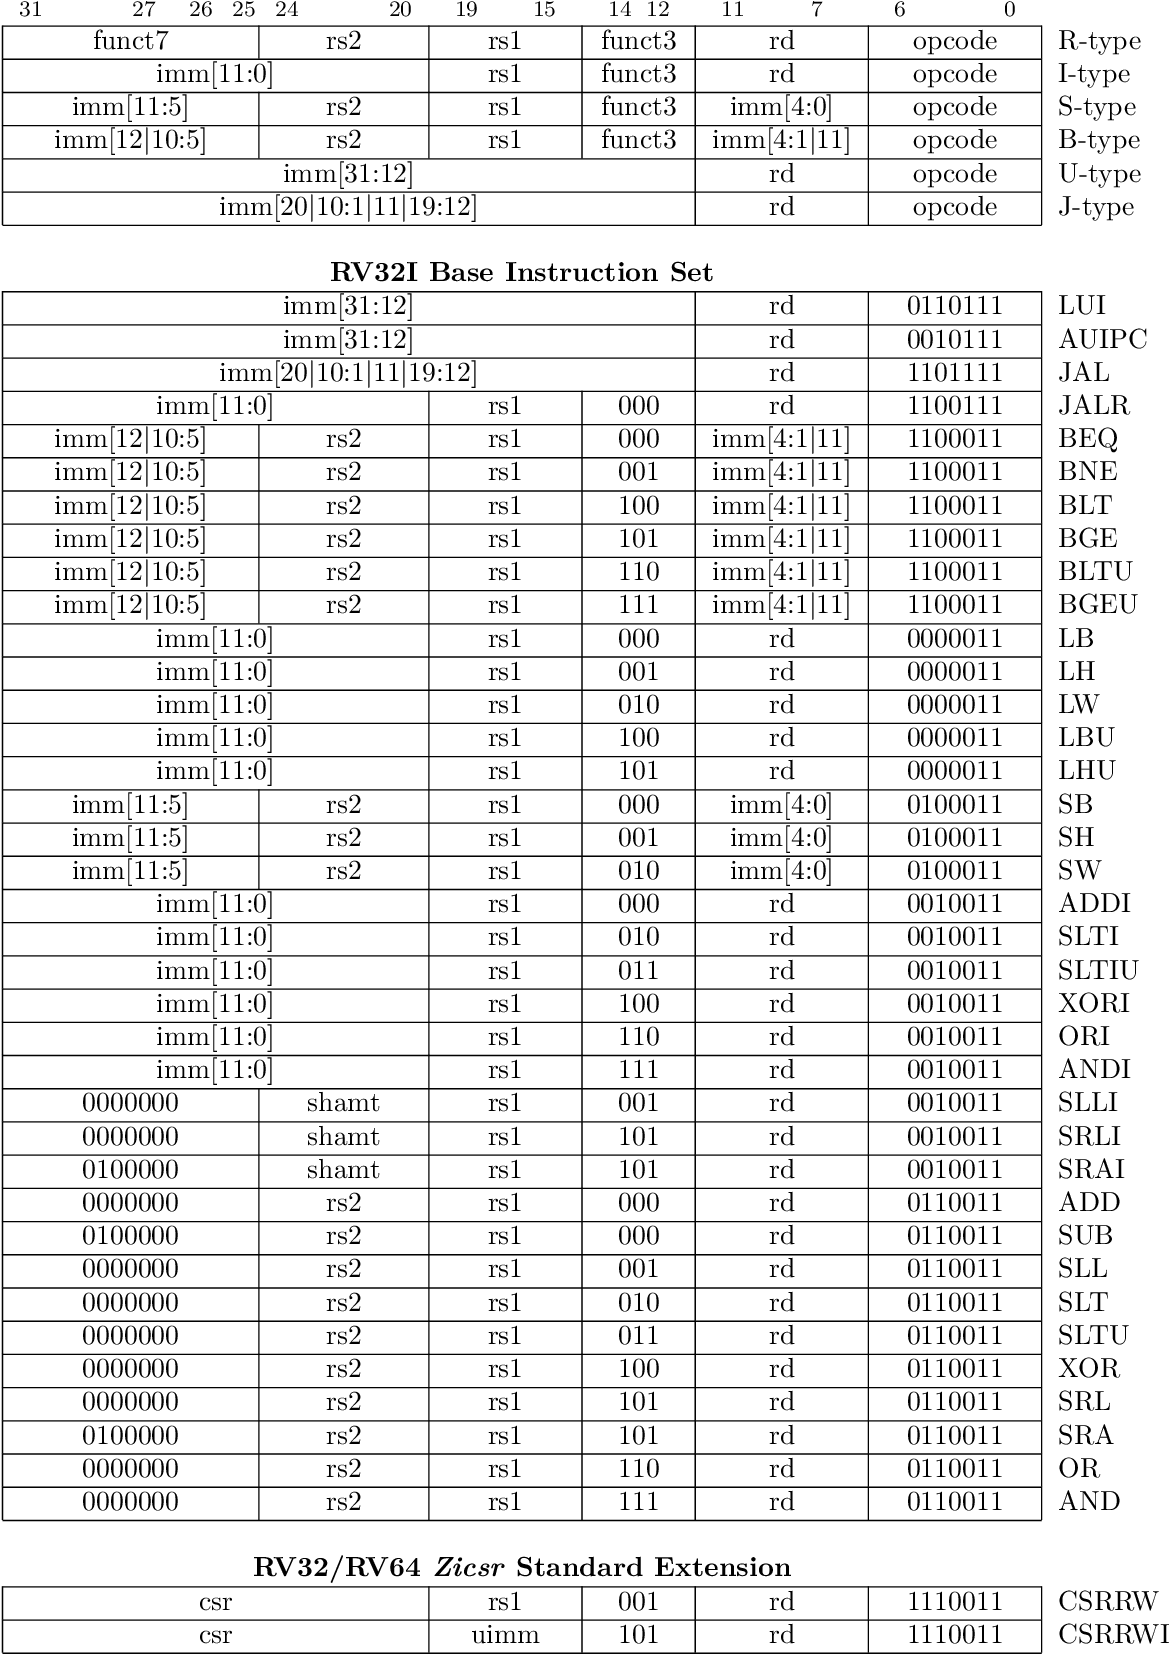 31 27 26 25 24 20 19 15 14 12 11 7 6 0
funct7 rs2 rs1 funct3 rd opcode R-type
imm[11:0] rs1 funct3 rd opcode I-type
imm[11:5] rs2 rs1 funct3 imm[4:0] opcode S-type
imm[12|10:5] rs2 rs1 funct3 imm[4:1|11] opcode B-type
imm[31:12] rd opcode U-type
imm[20|10:1|11|19:12] rd opcode J-type
RV32I Base Instruction Set
imm[31:12] rd 0110111 LUI
imm[31:12] rd 0010111 AUIPC
imm[20|10:1|11|19:12] rd 1101111 JAL
imm[11:0] rs1 000 rd 1100111 JALR
imm[12|10:5] rs2 rs1 000 imm[4:1|11] 1100011 BEQ
imm[12|10:5] rs2 rs1 001 imm[4:1|11] 1100011 BNE
imm[12|10:5] rs2 rs1 100 imm[4:1|11] 1100011 BLT
imm[12|10:5] rs2 rs1 101 imm[4:1|11] 1100011 BGE
imm[12|10:5] rs2 rs1 110 imm[4:1|11] 1100011 BLTU
imm[12|10:5] rs2 rs1 111 imm[4:1|11] 1100011 BGEU
imm[11:0] rs1 000 rd 0000011 LB
imm[11:0] rs1 001 rd 0000011 LH
imm[11:0] rs1 010 rd 0000011 LW
imm[11:0] rs1 100 rd 0000011 LBU
imm[11:0] rs1 101 rd 0000011 LHU
imm[11:5] rs2 rs1 000 imm[4:0] 0100011 SB
imm[11:5] rs2 rs1 001 imm[4:0] 0100011 SH
imm[11:5] rs2 rs1 010 imm[4:0] 0100011 SW
imm[11:0] rs1 000 rd 0010011 ADDI
imm[11:0] rs1 010 rd 0010011 SLTI
imm[11:0] rs1 011 rd 0010011 SLTIU
imm[11:0] rs1 100 rd 0010011 XORI
imm[11:0] rs1 110 rd 0010011 ORI
imm[11:0] rs1 111 rd 0010011 ANDI
0000000 shamt rs1 001 rd 0010011 SLLI
0000000 shamt rs1 101 rd 0010011 SRLI
0100000 shamt rs1 101 rd 0010011 SRAI
0000000 rs2 rs1 000 rd 0110011 ADD
0100000 rs2 rs1 000 rd 0110011 SUB
0000000 rs2 rs1 001 rd 0110011 SLL
0000000 rs2 rs1 010 rd 0110011 SLT
0000000 rs2 rs1 011 rd 0110011 SLTU
0000000 rs2 rs1 100 rd 0110011 XOR
0000000 rs2 rs1 101 rd 0110011 SRL
0100000 rs2 rs1 101 rd 0110011 SRA
0000000 rs2 rs1 110 rd 0110011 OR
0000000 rs2 rs1 111 rd 0110011 AND
RV32/RV64 Zicsr Standard Extension
csr rs1 001 rd 1110011 CSRRW
csr uimm 101 rd 1110011 CSRRWI